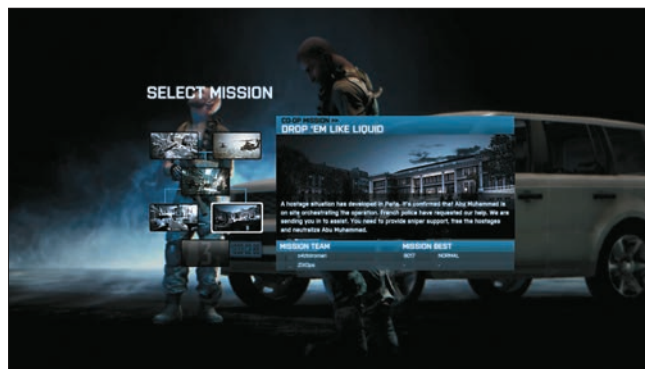 SELECT MISSION
CO-OP MISSION
DROP 'EM LIKE LIQUID
A hostage situation has developed in Paris. It's confirmed that Abu Muhammed is
on site orchestrating the operation. French police have requested our help. We are
sending you in to assist. You need to provide sniper support, free the hostages
and neutralize Abu Muhammed.
MISSION TEAM
MISSION BEST
NORMAL